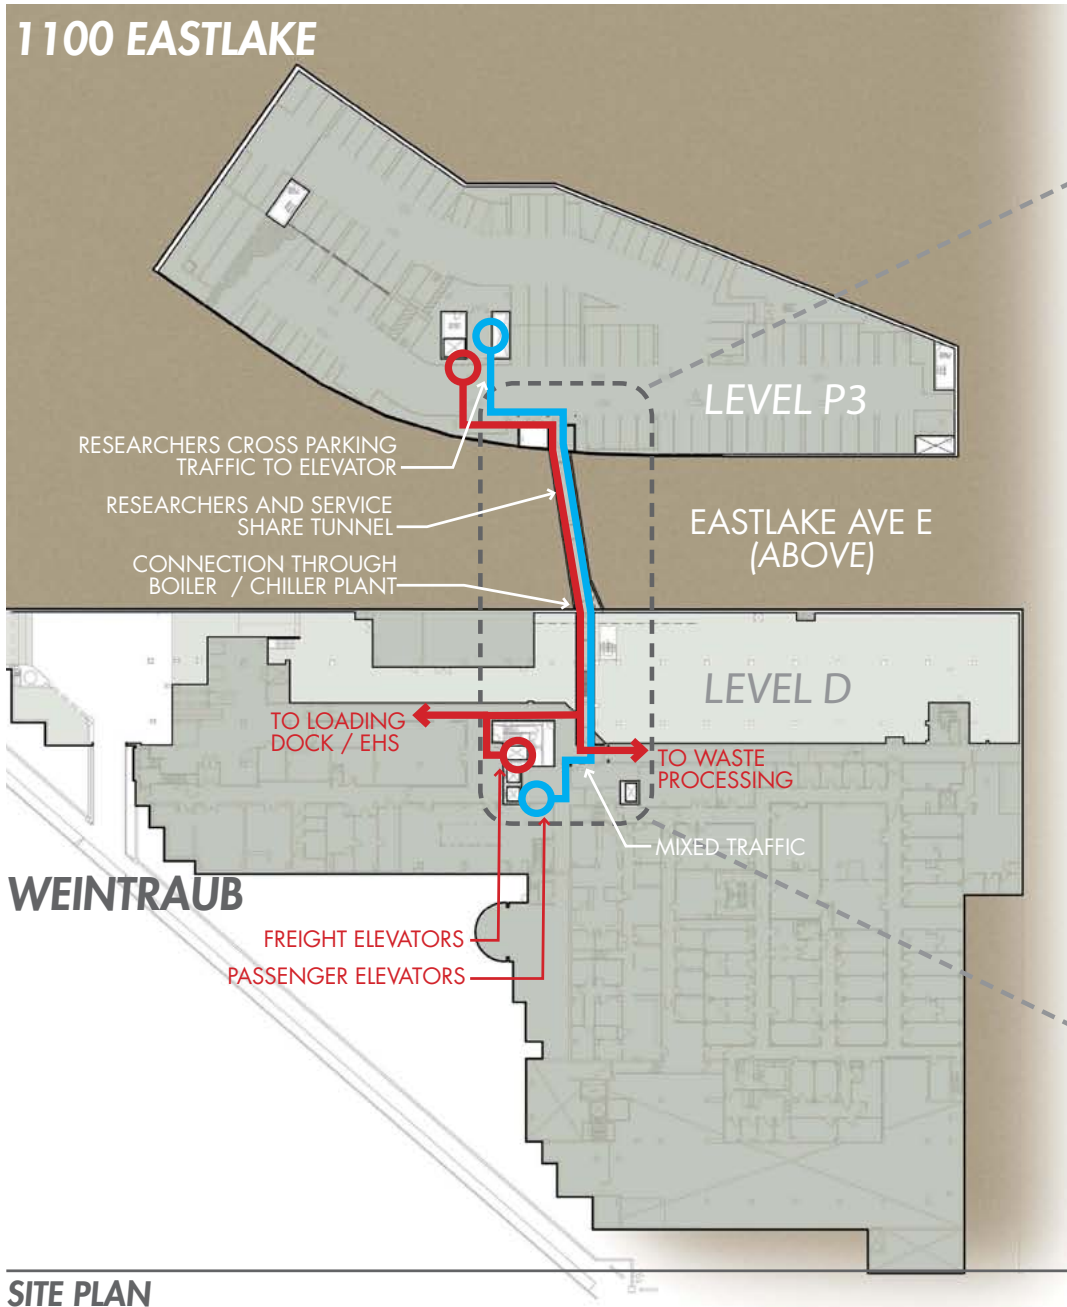 1100 EASTLAKE
LEVEL P3
RESEARCHERS CROSS PARKING
TRAFFIC TO ELEVATOR
RESEARCHERS AND SERVICE
SHARE TUNNEL
EASTLAKE AVE E
(ABOVE)
CONNECTION THROUGH
BOILER / CHILLER PLANT
LEVEL D
TO LOADING
DOCK / EHS
TO WASTE
PROCESSING
MIXED TRAFFIC
WEINTRAUB
FREIGHT ELEVATORS
PASSENGER ELEVATORS
SITE PLAN